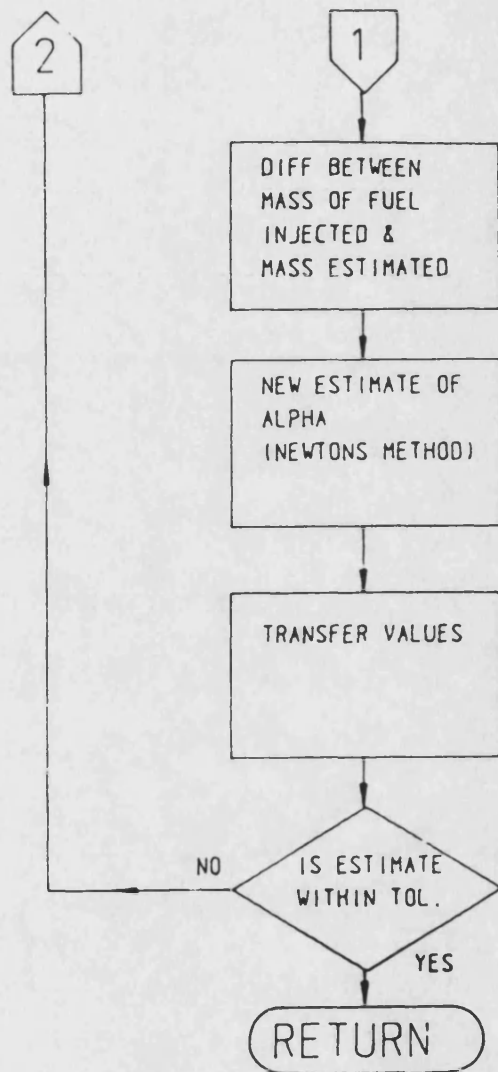 2
1
DIFF BETWEEN
MASS OF FUEL
INJECTED &
MASS ESTIMATED
NEW ESTIMATE OF
ALPHA
(NEWTONS METHOD)
TRANSFER VALUES
NO
IS ESTIMATE
WITHIN TOL.
YES
RETURN